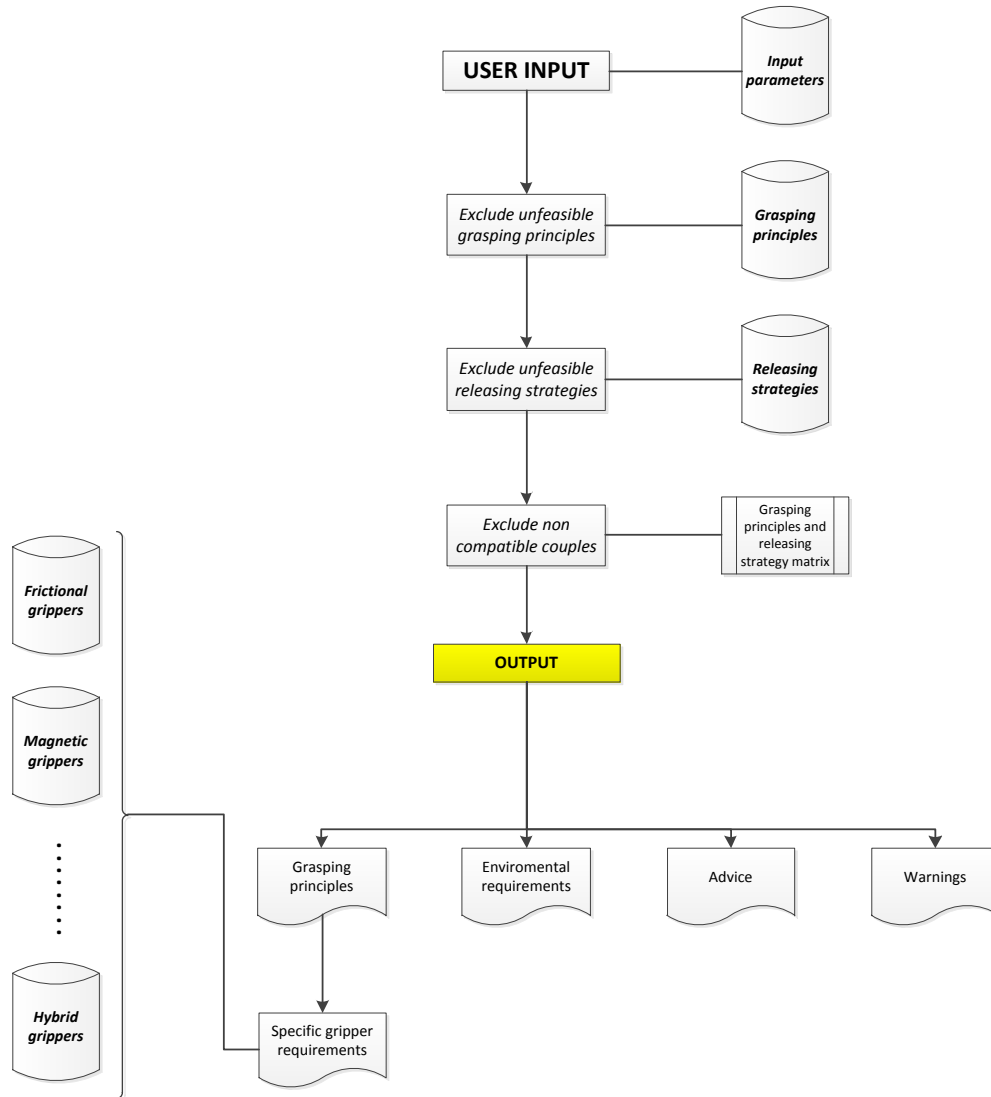 USER INPUT
Input
parameters
Exclude unfeasible
grasping principles
Grasping
principles
Exclude unfeasible
releasing strategies
Releasing
strategies
Exclude non
compatible couples
Grasping
principles and
releasing
strategy matrix
Frictional
grippers
OUTPUT
Magnetic
grippers
Grasping
principles
Enviromental
requirements
Advice
Warnings
Hybrid
grippers
Specific gripper
requirements